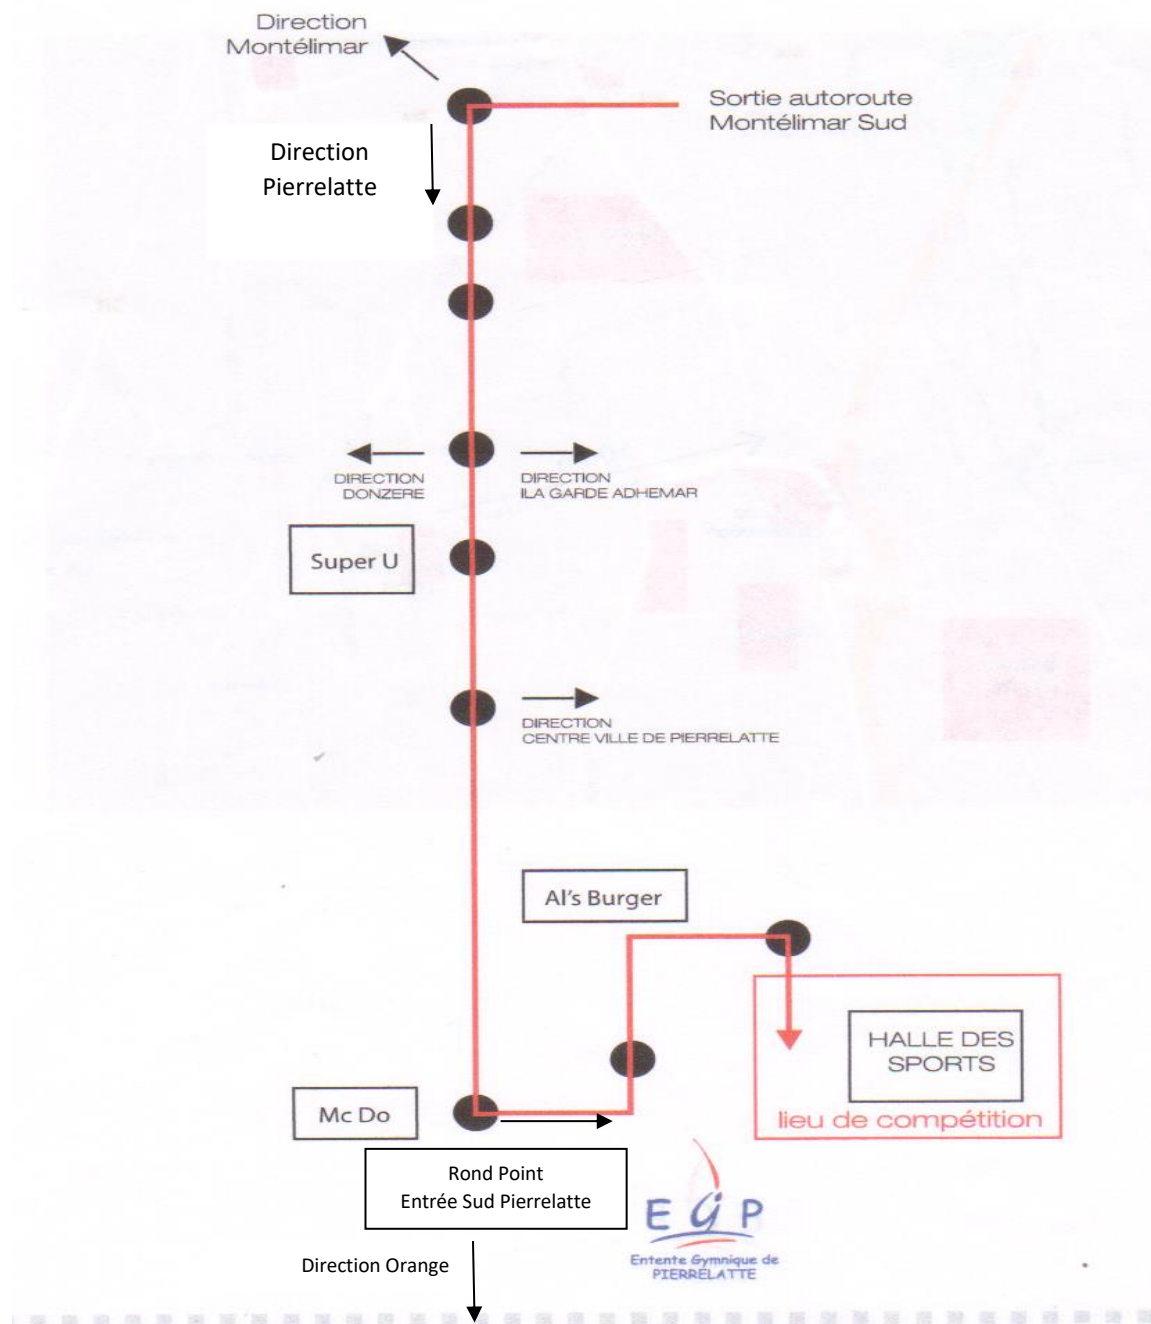 Direction
Montélimar
Sortie autoroute
Montélimar Sud
Direction
Pierrelatte
DIRECTION
DONZERE
DIRECTION
ILA GARDE ADHEMAR
Super U
DIRECTION
CENTRE VILLE DE PIERRELATTE
Al's Burger
HALLE DES
SPORTS
lieu de compétition
Mc Do
Rond Point
Entrée Sud Pierrelatte
EGP
Entente Gymnique de
PIERRELATTE
Direction Orange